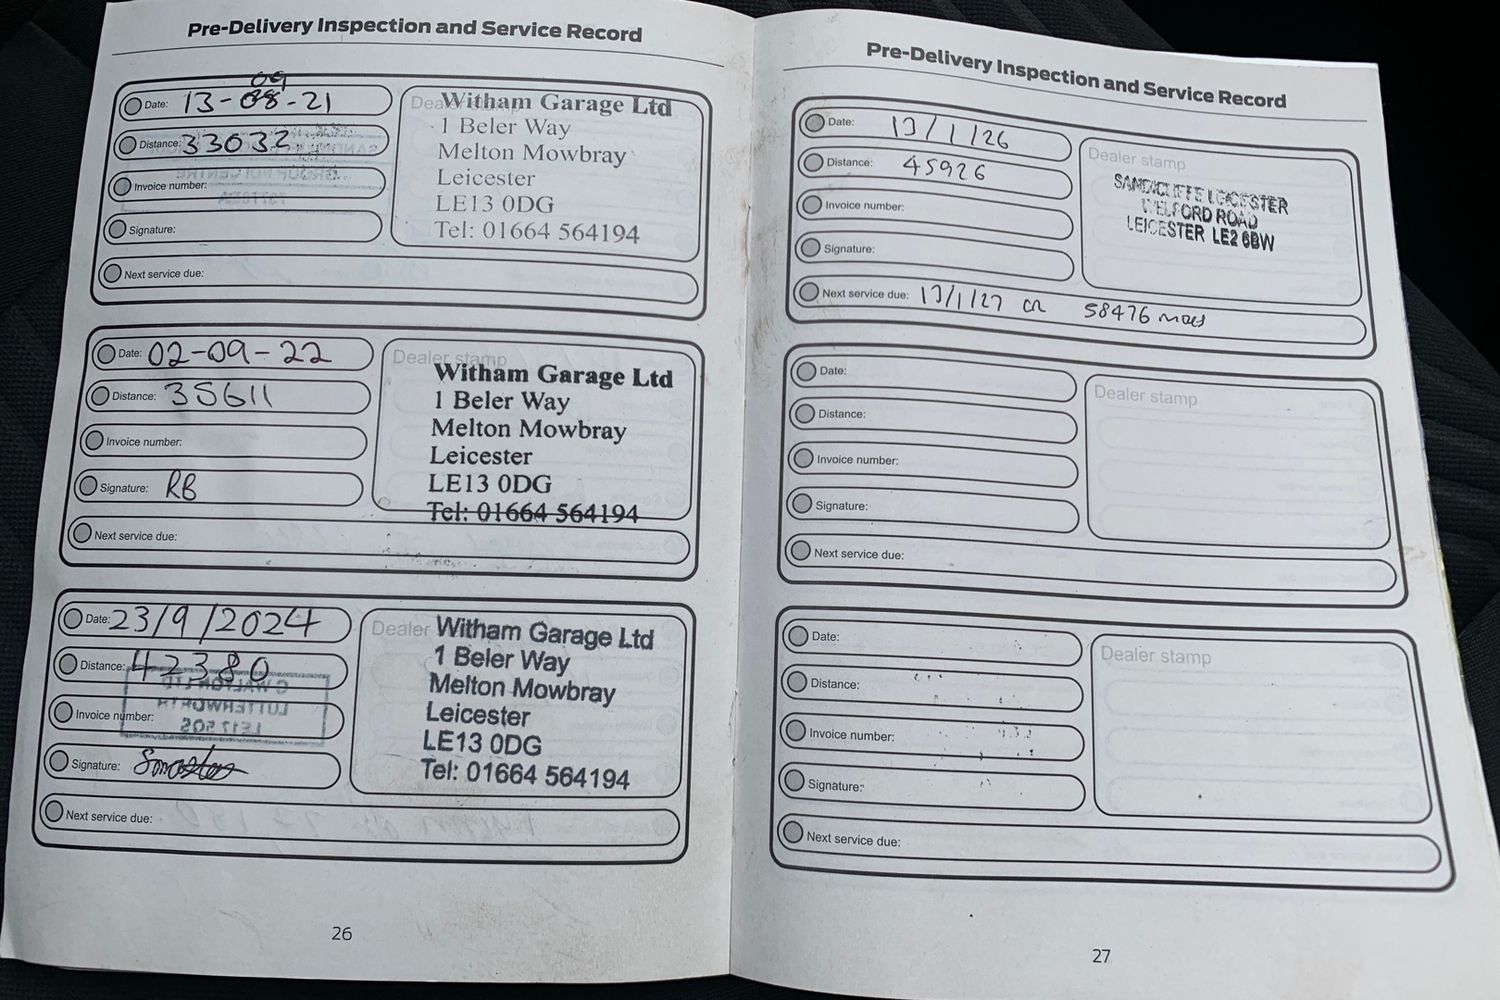 Pre-Delivery Inspection and Service Record
Date: 13-08-21
09
Distance: 33032
Invoice number:
Signature:
Next service due:
Dealer stamp
Witham Garage Ltd
1 Beler Way
Melton Mowbray
Leicester
LE13 0DG
Tel: 01664 564194
Date: 02-09-22
Distance: 35611
Invoice number:
Signature: RB
Next service due:
Dealer stamp
Witham Garage Ltd
1 Beler Way
Melton Mowbray
Leicester
LE13 0DG
Tel: 01664 564194
Date: 23/9/2024
Distance: 42380
Invoice number:
Signature:
Next service due:
Dealer
Witham Garage Ltd
1 Beler Way
Melton Mowbray
Leicester
LE13 0DG
Tel: 01664 564194
26
Pre-Delivery Inspection and Service Record
Date: 13/1/26
Distance: 45926
Invoice number:
Signature:
Next service due: 13/1/27 or 58476 miles
Dealer stamp
SANDICLIFFE LEICESTER
WELFORD ROAD
LEICESTER LE2 6BW
Date:
Distance:
Invoice number:
Signature:
Next service due:
Dealer stamp
Date:
Distance:
Invoice number:
Signature:
Next service due:
Dealer stamp
27